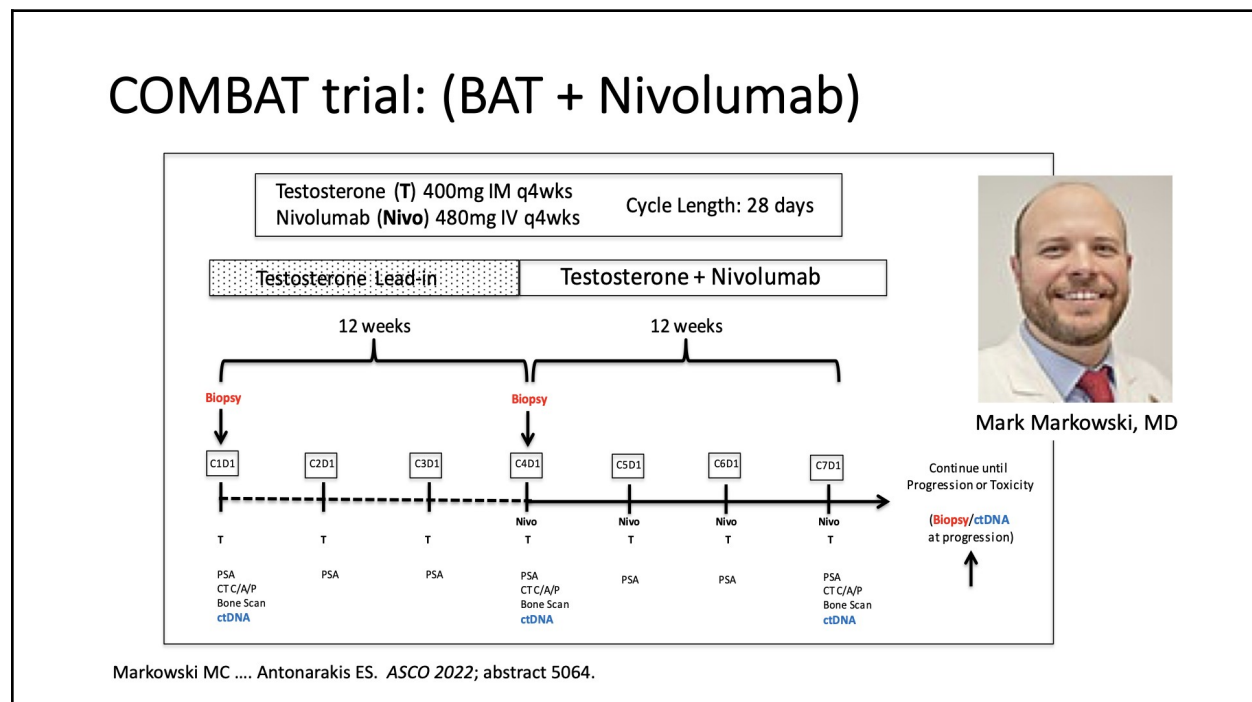 COMBAT trial: (BAT + Nivolumab)
Testosterone (T) 400mg IM q4wks
Nivolumab (Nivo) 480mg IV q4wks
Cycle Length: 28 days
Testosterone Lead-in
Testosterone + Nivolumab
12 weeks
12 weeks
Biopsy
Biopsy
Mark Markowski, MD
C1D1
C2D1
C3D1
C4D1
C5D1
C6D1
C7D1
Continue until
Progression or Toxicity
(Biopsy/ctDNA
at progression)
Nivo
Nivo
Nivo
Nivo
T
T
T
T
T
T
T
PSA
CT C/A/P
Bone Scan
ctDNA
PSA
PSA
PSA
CT C/A/P
Bone Scan
ctDNA
PSA
PSA
PSA
CT C/A/P
Bone Scan
ctDNA
Markowski MC .... Antonarakis ES. ASCO 2022; abstract 5064.